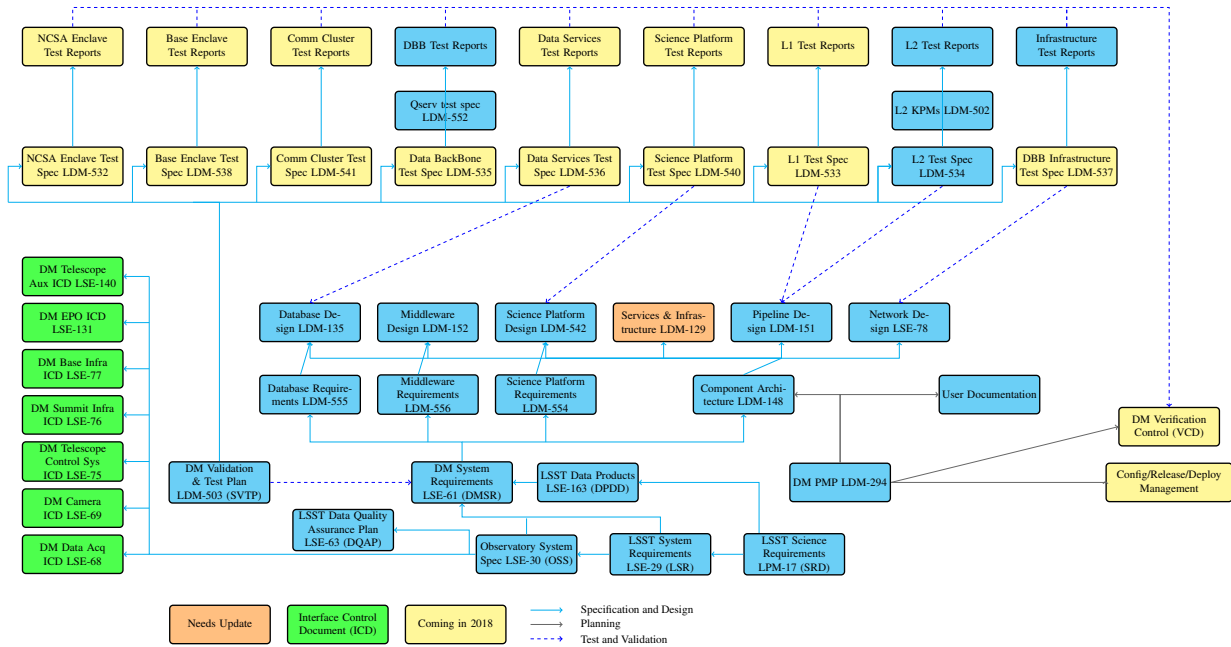 NCSA Enclave
Test Reports
Base Enclave
Test Reports
Comm Cluster
Test Reports
DBB Test Reports
Data Services
Test Reports
Science Platform
Test Reports
L1 Test Reports
L2 Test Reports
Infrastructure
Test Reports
Qserv test spec
LDM-552
L2 KPMs LDM-502
NCSA Enclave Test
Spec LDM-532
Base Enclave Test
Spec LDM-538
Comm Cluster Test
Spec LDM-541
Data BackBone
Test Spec LDM-535
Data Services Test
Spec LDM-536
Science Platform
Test Spec LDM-540
L1 Test Spec
LDM-533
L2 Test Spec
LDM-534
DBB Infrastructure
Test Spec LDM-537
DM Telescope
Aux ICD LSE-140
DM EPO ICD
LSE-131
DM Base Infra
ICD LSE-77
DM Summit Infra
ICD LSE-76
DM Telescope
Control Sys
ICD LSE-75
DM Camera
ICD LSE-69
DM Data Acq
ICD LSE-68
Database De-
sign LDM-135
Middleware
Design LDM-152
Science Platform
Design LDM-542
Services & Infras-
tructure LDM-129
Pipeline De-
sign LDM-151
Network De-
sign LSE-78
Database Require-
ments LDM-555
Middleware
Requirements
LDM-556
Science Platform
Requirements
LDM-554
Component Archi-
tecture LDM-148
User Documentation
DM Verification
Control (VCD)
DM Validation
& Test Plan
LDM-503 (SVTP)
DM System
Requirements
LSE-61 (DMSR)
LSST Data Products
LSE-163 (DPDD)
DM PMP LDM-294
Config/Release/Deploy
Management
LSST Data Quality
Assurance Plan
LSE-63 (DQAP)
Observatory System
Spec LSE-30 (OSS)
LSST System
Requirements
LSE-29 (LSR)
LSST Science
Requirements
LPM-17 (SRD)
Needs Update
Interface Control
Document (ICD)
Coming in 2018
Specification and Design
Planning
Test and Validation